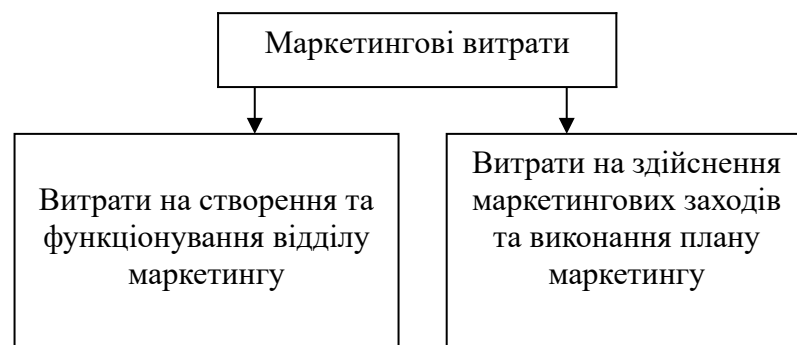 Маркетингові витрати
Витрати на створення та
функціонування відділу
маркетингу
Витрати на здійснення
маркетингових заходів
та виконання плану
маркетингу